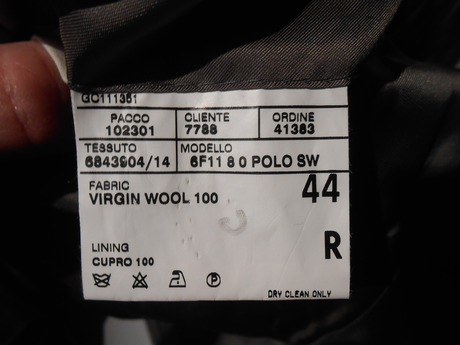 GC111351
PACCO CLIENTE ORDINE
102301 7788 41383
TESSUTO MODELLO
6843904/14 6F11 8 0 POLO SW
FABRIC
VIRGIN WOOL 100
44
R
LINING
CUPRO 100
P
DRY CLEAN ONLY